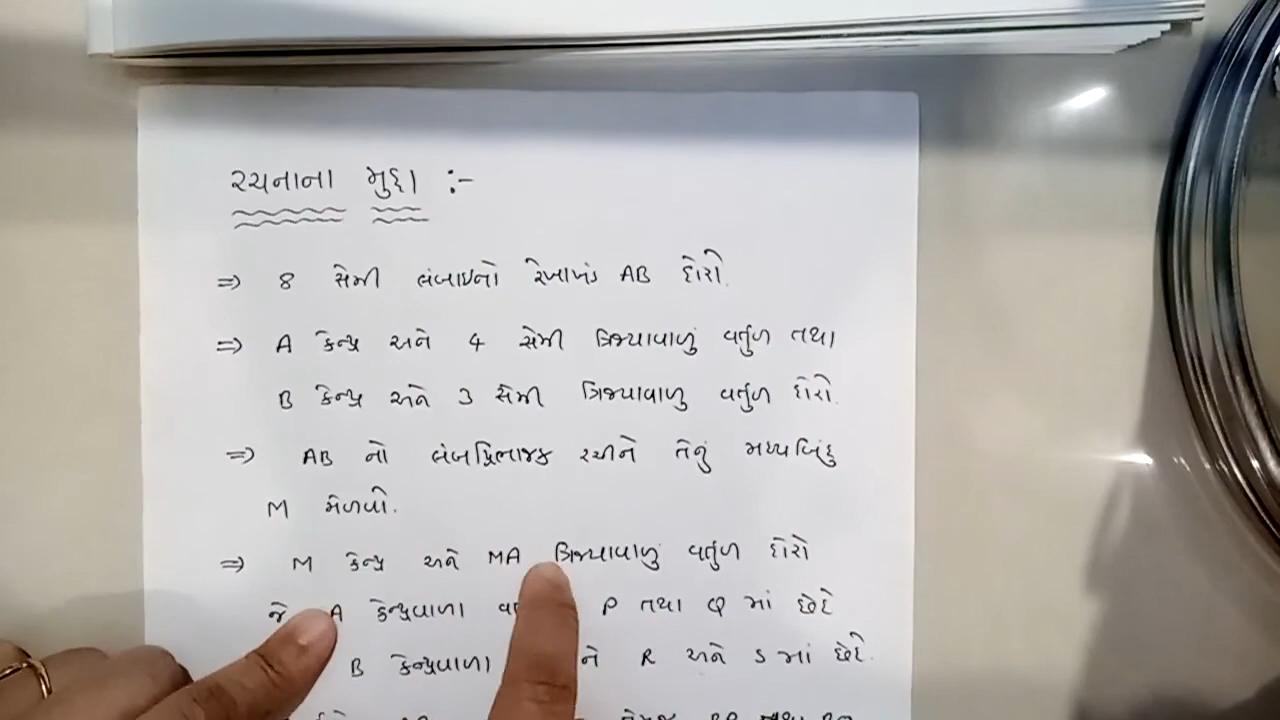 રચનાના મુદ્દા :-
⇒ 8 સેમી લંબાઇનો રેખાખંડ AB દોરો.
⇒ A કેન્દ્ર અને 4 સેમી ત્રિજ્યાવાળું વર્તુળ તથા
B કેન્દ્ર અને 3 સેમી ત્રિજ્યાવાળુ વર્તુળ દોરો.
⇒ AB નો લંબદ્વિભાજક રચીને તેનું મધ્યબિંદુ
M મેળવો.
⇒ M કેન્દ્ર અને MA ત્રિજ્યાવાળું વર્તુળ દોરો
જે A કેન્દ્રવાળા P તથા Q માં છેદે
B કેન્દ્રવાળા ને R અને S માં છેદે.